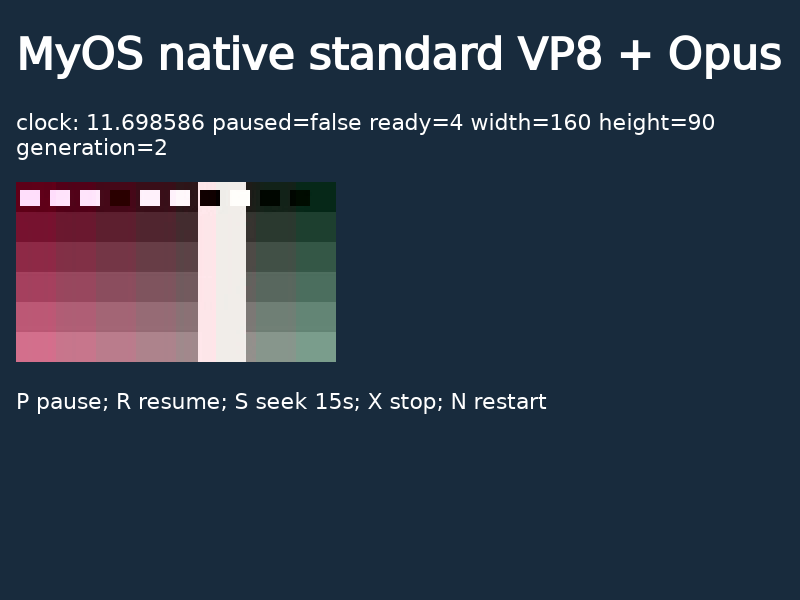 MyOS native standard VP8 + Opus
clock: 11.698586 paused=false ready=4 width=160 height=90
generation=2
P pause; R resume; S seek 15s; X stop; N restart